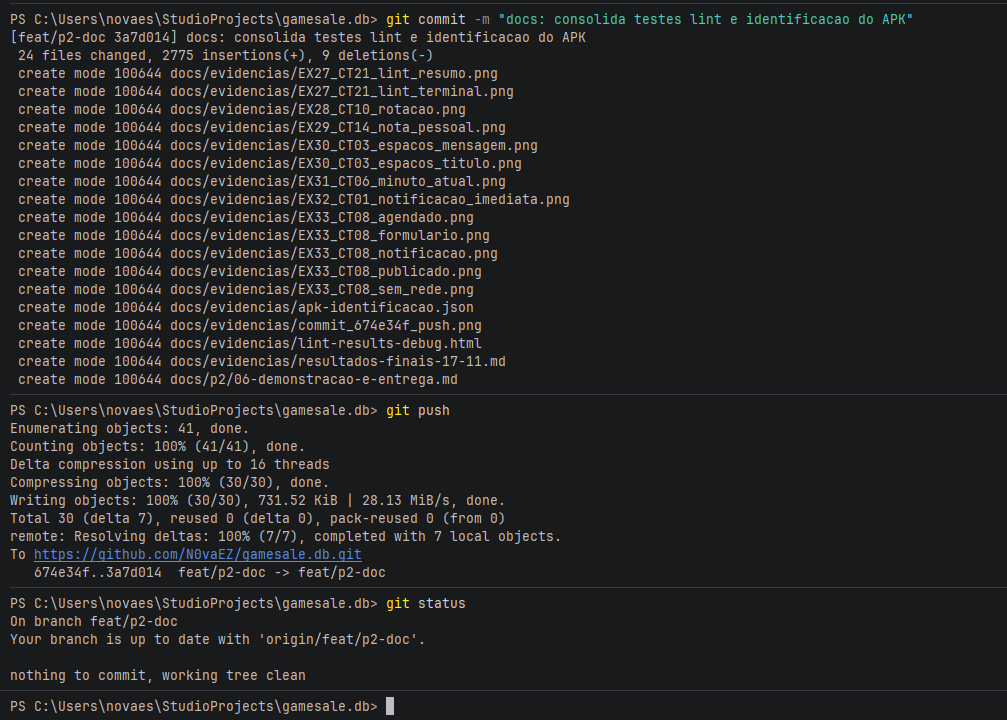 PS C:\Users\novaes\StudioProjects\gamesale.db> git commit -m "docs: consolida testes lint e identificacao do APK"
[feat/p2-doc 3a7d014] docs: consolida testes lint e identificacao do APK
 24 files changed, 2775 insertions(+), 9 deletions(-)
 create mode 100644 docs/evidencias/EX27_CT21_lint_resumo.png
 create mode 100644 docs/evidencias/EX27_CT21_lint_terminal.png
 create mode 100644 docs/evidencias/EX28_CT10_rotacao.png
 create mode 100644 docs/evidencias/EX29_CT14_nota_pessoal.png
 create mode 100644 docs/evidencias/EX30_CT03_espacos_mensagem.png
 create mode 100644 docs/evidencias/EX30_CT03_espacos_titulo.png
 create mode 100644 docs/evidencias/EX31_CT06_minuto_atual.png
 create mode 100644 docs/evidencias/EX32_CT01_notificacao_imediata.png
 create mode 100644 docs/evidencias/EX33_CT08_agendado.png
 create mode 100644 docs/evidencias/EX33_CT08_formulario.png
 create mode 100644 docs/evidencias/EX33_CT08_notificacao.png
 create mode 100644 docs/evidencias/EX33_CT08_publicado.png
 create mode 100644 docs/evidencias/EX33_CT08_sem_rede.png
 create mode 100644 docs/evidencias/apk-identificacao.json
 create mode 100644 docs/evidencias/commit_674e34f_push.png
 create mode 100644 docs/evidencias/lint-results-debug.html
 create mode 100644 docs/evidencias/resultados-finais-17-11.md
 create mode 100644 docs/p2/06-demonstracao-e-entrega.md
PS C:\Users\novaes\StudioProjects\gamesale.db> git push
Enumerating objects: 41, done.
Counting objects: 100% (41/41), done.
Delta compression using up to 16 threads
Compressing objects: 100% (30/30), done.
Writing objects: 100% (30/30), 731.52 KiB | 28.13 MiB/s, done.
Total 30 (delta 7), reused 0 (delta 0), pack-reused 0 (from 0)
remote: Resolving deltas: 100% (7/7), completed with 7 local objects.
To https://github.com/N0vaEZ/gamesale.db.git
   674e34f..3a7d014  feat/p2-doc -> feat/p2-doc
PS C:\Users\novaes\StudioProjects\gamesale.db> git status
On branch feat/p2-doc
Your branch is up to date with 'origin/feat/p2-doc'.
nothing to commit, working tree clean
PS C:\Users\novaes\StudioProjects\gamesale.db>